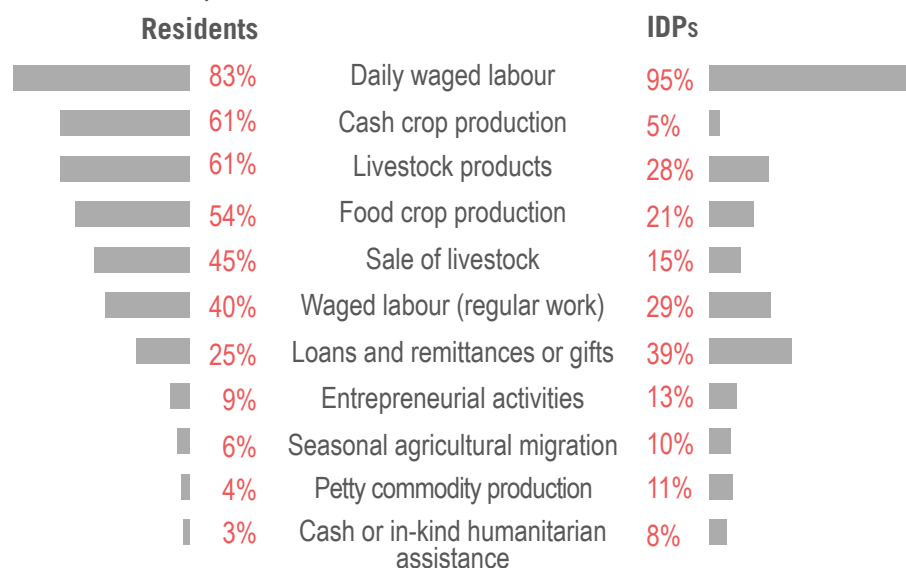 Residents IDPs
83% Daily waged labour 95%
61% Cash crop production 5%
61% Livestock products 28%
54% Food crop production 21%
45% Sale of livestock 15%
40% Waged labour (regular work) 29%
25% Loans and remittances or gifts 39%
9% Entrepreneurial activities 13%
6% Seasonal agricultural migration 10%
4% Petty commodity production 11%
3% Cash or in-kind humanitarian 8%
assistance